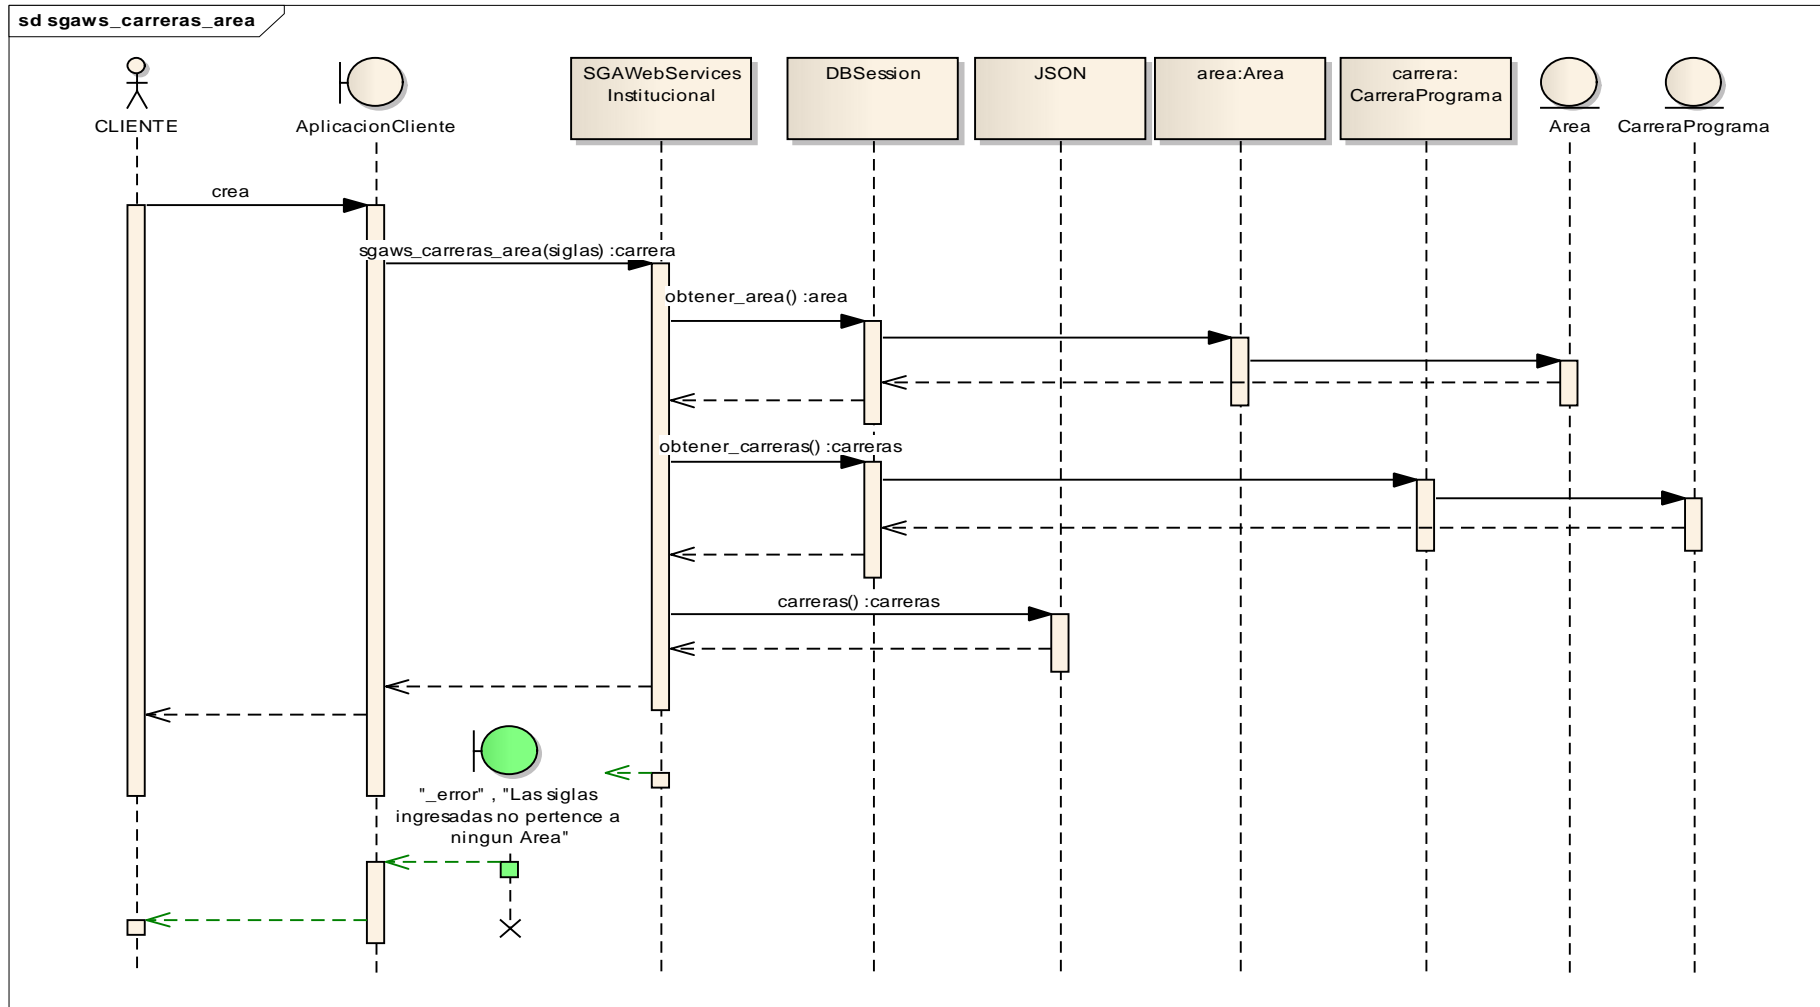 sd sgaws_carreras_area
CLIENTE
AplicacionCliente
SGAWebServices
Institucional
DBSession
JSON
area:Area
carrera:
CarreraPrograma
Area
CarreraPrograma
crea
sgaws_carreras_area(siglas) :carrera
obtener_area() :area
obtener_carreras() :carreras
carreras() :carreras
"_error" , "Las siglas
ingresadas no pertence a
ningun Area"